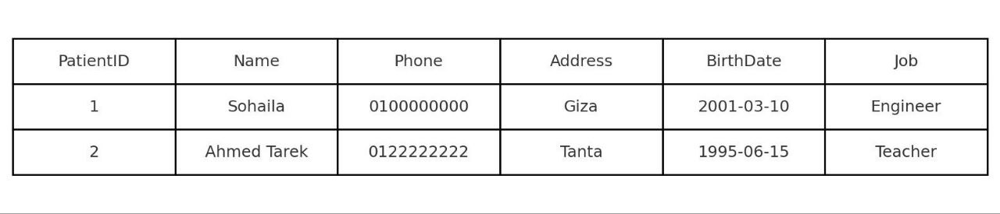 PatientID Name Phone Address BirthDate Job
1 Sohaila 0100000000 Giza 2001-03-10 Engineer
2 Ahmed Tarek 0122222222 Tanta 1995-06-15 Teacher